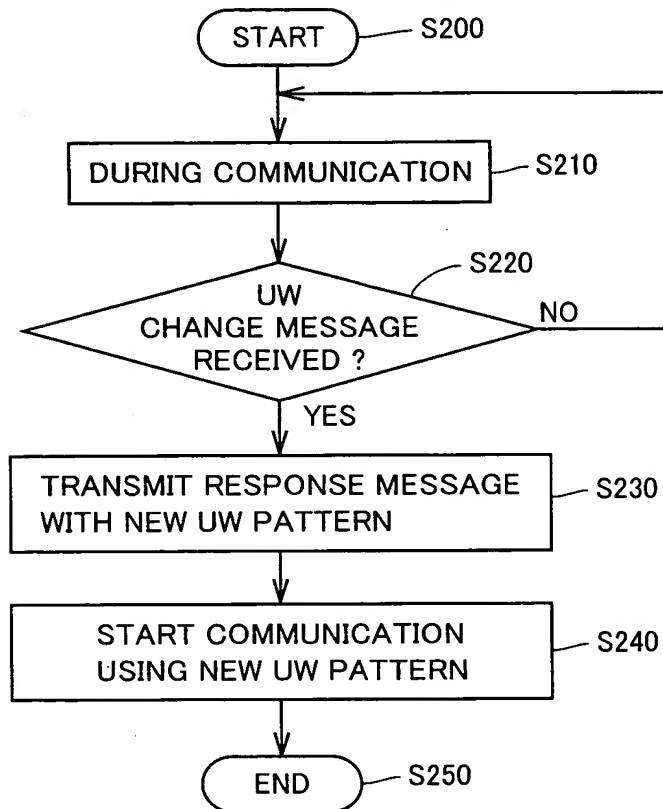 START
S200
DURING COMMUNICATION
S210
S220
UW
CHANGE MESSAGE
RECEIVED ?
NO
YES
TRANSMIT RESPONSE MESSAGE
WITH NEW UW PATTERN
S230
START COMMUNICATION
USING NEW UW PATTERN
S240
END
S250